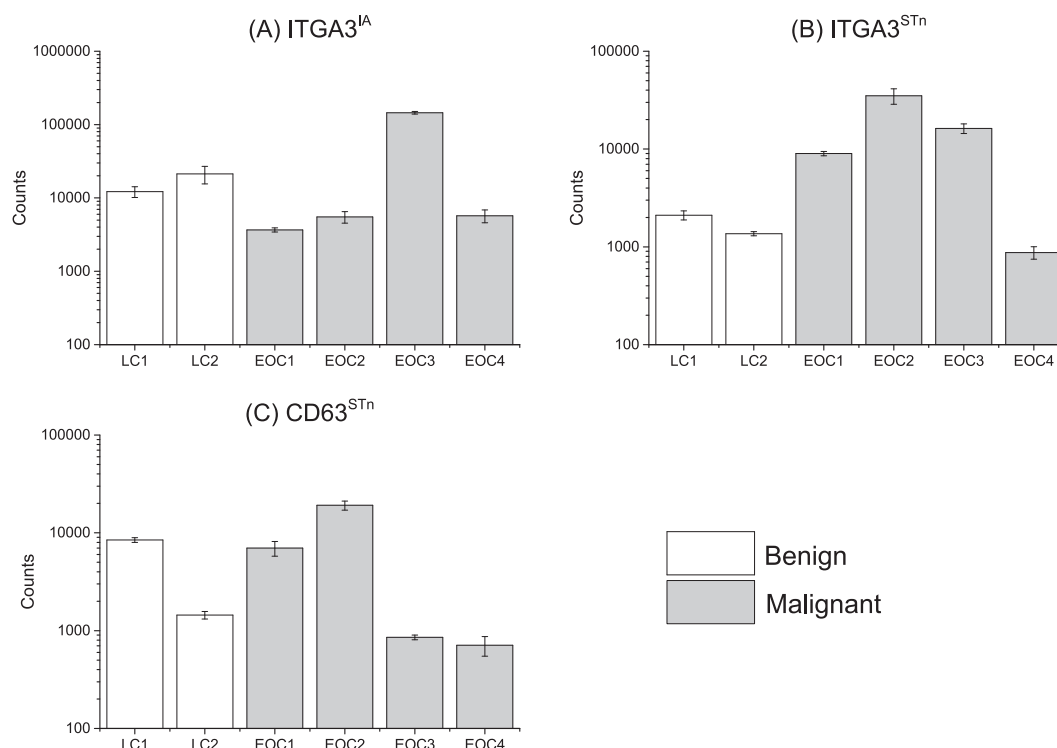 (A) ITGA3^IA
Counts
1000000
100000
10000
1000
100
LC1 LC2 EOC1 EOC2 EOC3 EOC4
(B) ITGA3^STn
Counts
100000
10000
1000
100
LC1 LC2 EOC1 EOC2 EOC3 EOC4
(C) CD63^STn
Counts
100000
10000
1000
100
LC1 LC2 EOC1 EOC2 EOC3 EOC4
Benign
Malignant